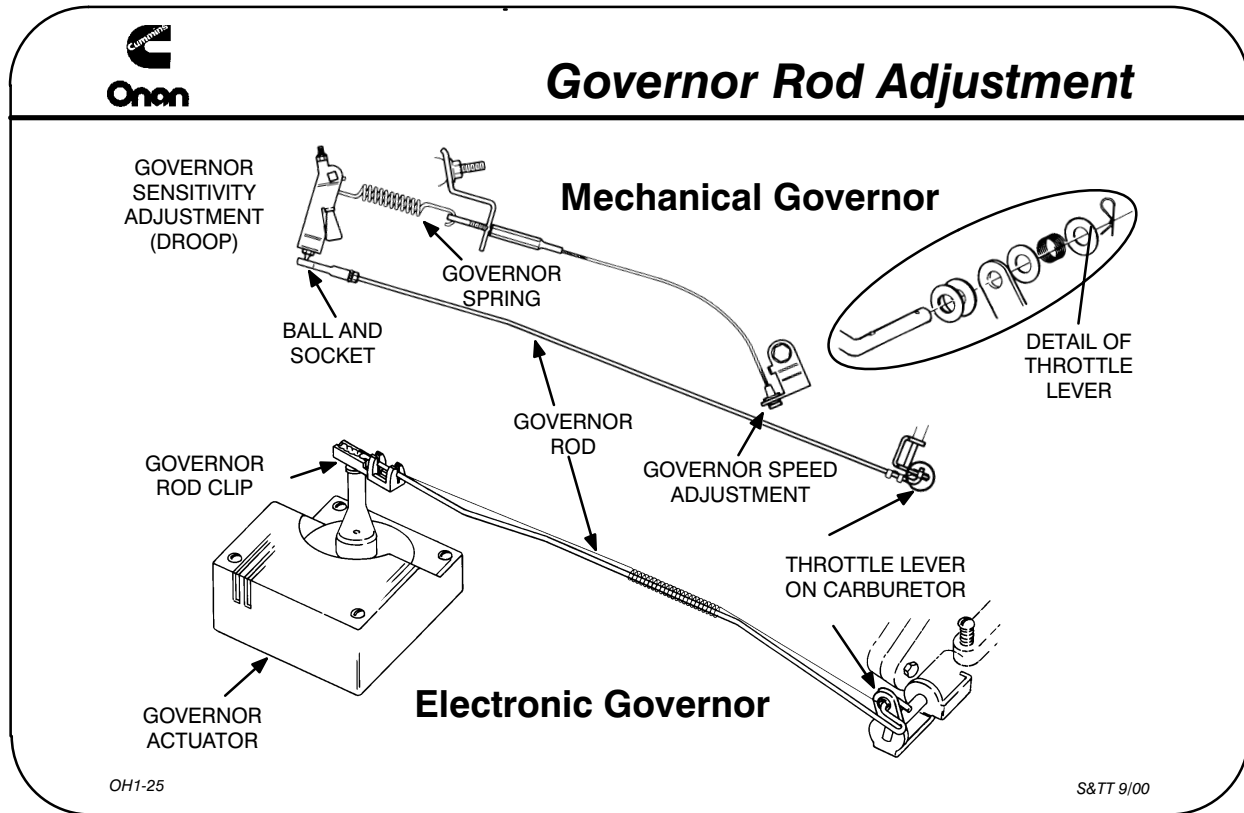 Cummins
Onan
Governor Rod Adjustment
GOVERNOR
SENSITIVITY
ADJUSTMENT
(DROOP)
Mechanical Governor
GOVERNOR
SPRING
BALL AND
SOCKET
DETAIL OF
THROTTLE
LEVER
GOVERNOR
ROD
GOVERNOR SPEED
ADJUSTMENT
GOVERNOR
ROD CLIP
THROTTLE LEVER
ON CARBURETOR
Electronic Governor
GOVERNOR
ACTUATOR
OH1-25
S&TT 9/00